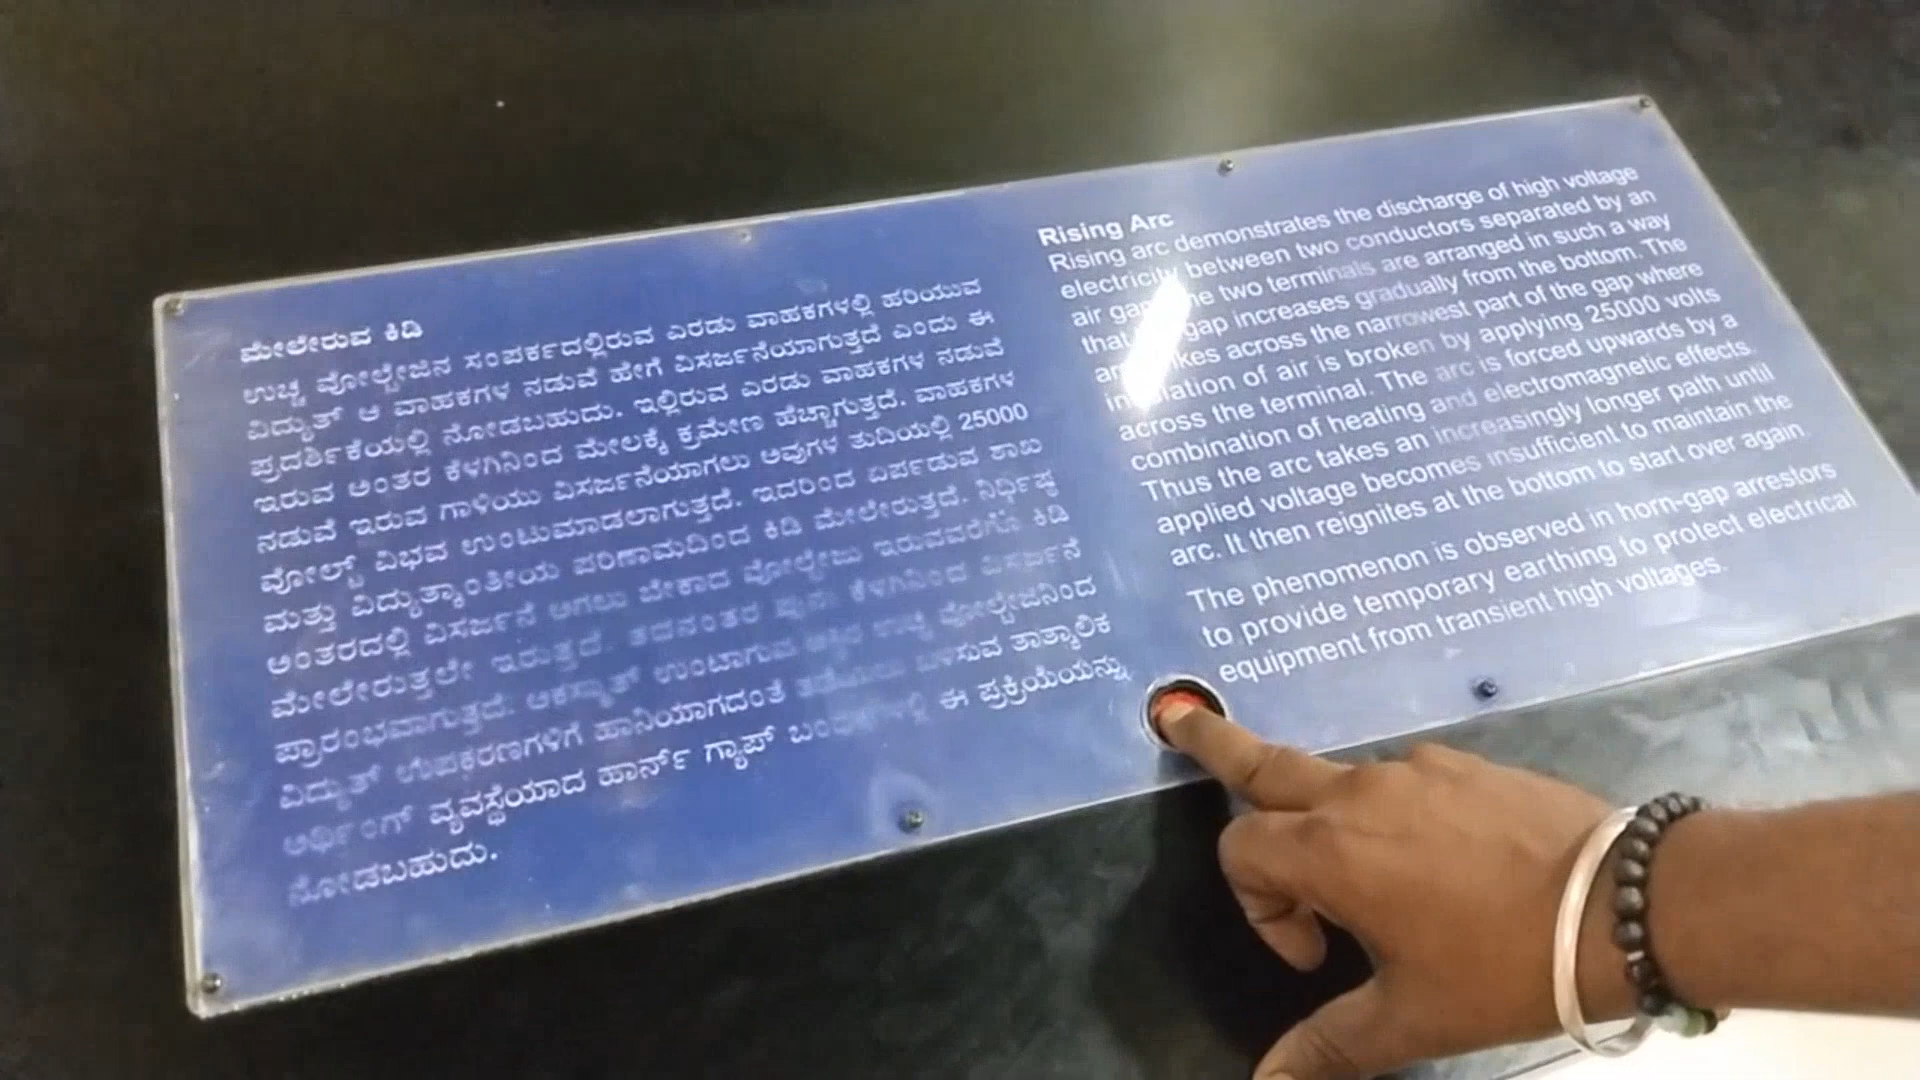 ಮೇಲೇರುವ ಕಿಡಿ
ಉಚ್ಚ ವೋಲ್ಟೇಜಿನ ಸಂಪರ್ಕದಲ್ಲಿರುವ ಎರಡು ವಾಹಕಗಳಲ್ಲಿ ಹರಿಯುವ
ವಿದ್ಯುತ್ ಆ ವಾಹಕಗಳ ನಡುವೆ ಹೇಗೆ ವಿಸರ್ಜನೆಯಾಗುತ್ತದೆ ಎಂದು ಈ
ಪ್ರದರ್ಶಿಕೆಯಲ್ಲಿ ನೋಡಬಹುದು. ಇಲ್ಲಿರುವ ಎರಡು ವಾಹಕಗಳ ನಡುವೆ
ಇರುವ ಅಂತರ ಕೆಳಗಿನಿಂದ ಮೇಲಕ್ಕೆ ಕ್ರಮೇಣ ಹೆಚ್ಚಾಗುತ್ತದೆ. ವಾಹಕಗಳ
ನಡುವೆ ಇರುವ ಗಾಳಿಯು ವಿಸರ್ಜನೆಯಾಗಲು ಅವುಗಳ ತುದಿಯಲ್ಲಿ 25000
ವೋಲ್ಟ್ ವಿಭವ ಉಂಟುಮಾಡಲಾಗುತ್ತದೆ. ಇದರಿಂದ ಏರ್ಪಡುವ ಶಾಖ
ಮತ್ತು ವಿದ್ಯುತ್ಕಾಂತೀಯ ಪರಿಣಾಮದಿಂದ ಕಿಡಿ ಮೇಲೇರುತ್ತದೆ. ನಿರ್ಧಿಷ್ಠ
ಅಂತರದಲ್ಲಿ ವಿಸರ್ಜನೆ ಆಗಲು ಬೇಕಾದ ವೋಲ್ಟೇಜು ಇರುವವರೆಗೂ ಕಿಡಿ
ಮೇಲೇರುತ್ತಲೇ ಇರುತ್ತದೆ. ತದನಂತರ ಪುನಃ ಕೆಳಗಿನಿಂದ ವಿಸರ್ಜನೆ
ಪ್ರಾರಂಭವಾಗುತ್ತದೆ. ಆಕಸ್ಮಾತ್ ಉಂಟಾಗುವ ಉಚ್ಚ ವೋಲ್ಟೇಜಿನಿಂದ
ವಿದ್ಯುತ್ ಉಪಕರಣಗಳಿಗೆ ಹಾನಿಯಾಗದಂತೆ ತಡೆಯಲು ಬಳಸುವ ತಾತ್ಕಾಲಿಕ
ಅರ್ಥಿಂಗ್ ವ್ಯವಸ್ಥೆಯಾದ ಹಾರ್ನ್ ಗ್ಯಾಪ್ ಈ ಪ್ರಕ್ರಿಯೆಯನ್ನು
ನೋಡಬಹುದು.
Rising Arc
Rising arc demonstrates the discharge of high voltage
electricity between two conductors separated by an
air gap. The two terminals are arranged in such a way
that gap increases gradually from the bottom. The
across the narrowest part of the gap where
insulation of air is broken by applying 25000 volts
across the terminal. The arc is forced upwards by a
combination of heating and electromagnetic effects.
Thus the arc takes an increasingly longer path until
applied voltage becomes insufficient to maintain the
arc. It then reignites at the bottom to start over again.
The phenomenon is observed in horn-gap arrestors
to provide temporary earthing to protect electrical
equipment from transient high voltages.